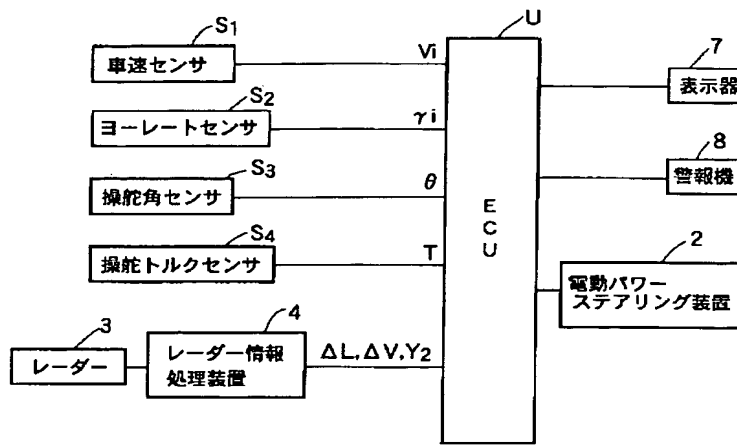 S1
車速センサ
Vi
S2
ヨーレートセンサ
γi
S3
操舵角センサ
θ
S4
操舵トルクセンサ
T
3
レーダー
4
レーダー情報
処理装置
ΔL,ΔV,Y2
U
ECU
7
表示器
8
警報機
2
電動パワー
ステアリング装置